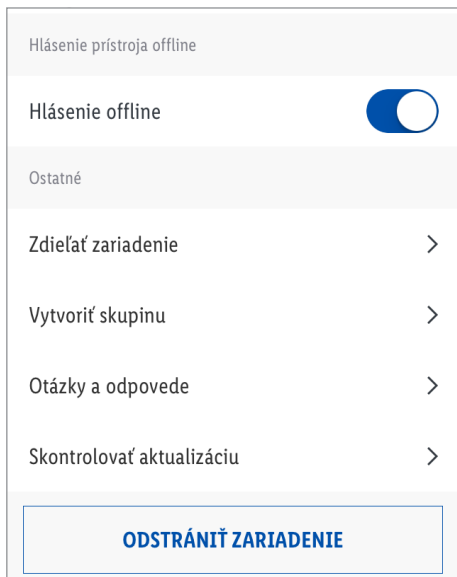 Hlásenie prístroja offline
Hlásenie offline
Ostatné
Zdieľať zariadenie
Vytvoriť skupinu
Otázky a odpovede
Skontrolovať aktualizáciu
ODSTRÁNIŤ ZARIADENIE